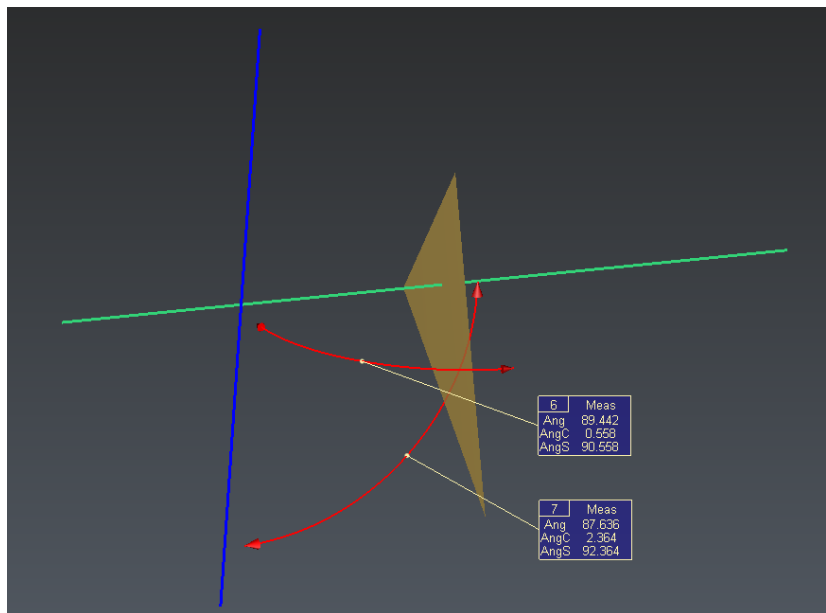 6 Meas
Ang 89.442
AngC 0.558
AngS 90.558
7 Meas
Ang 87.636
AngC 2.364
AngS 92.364